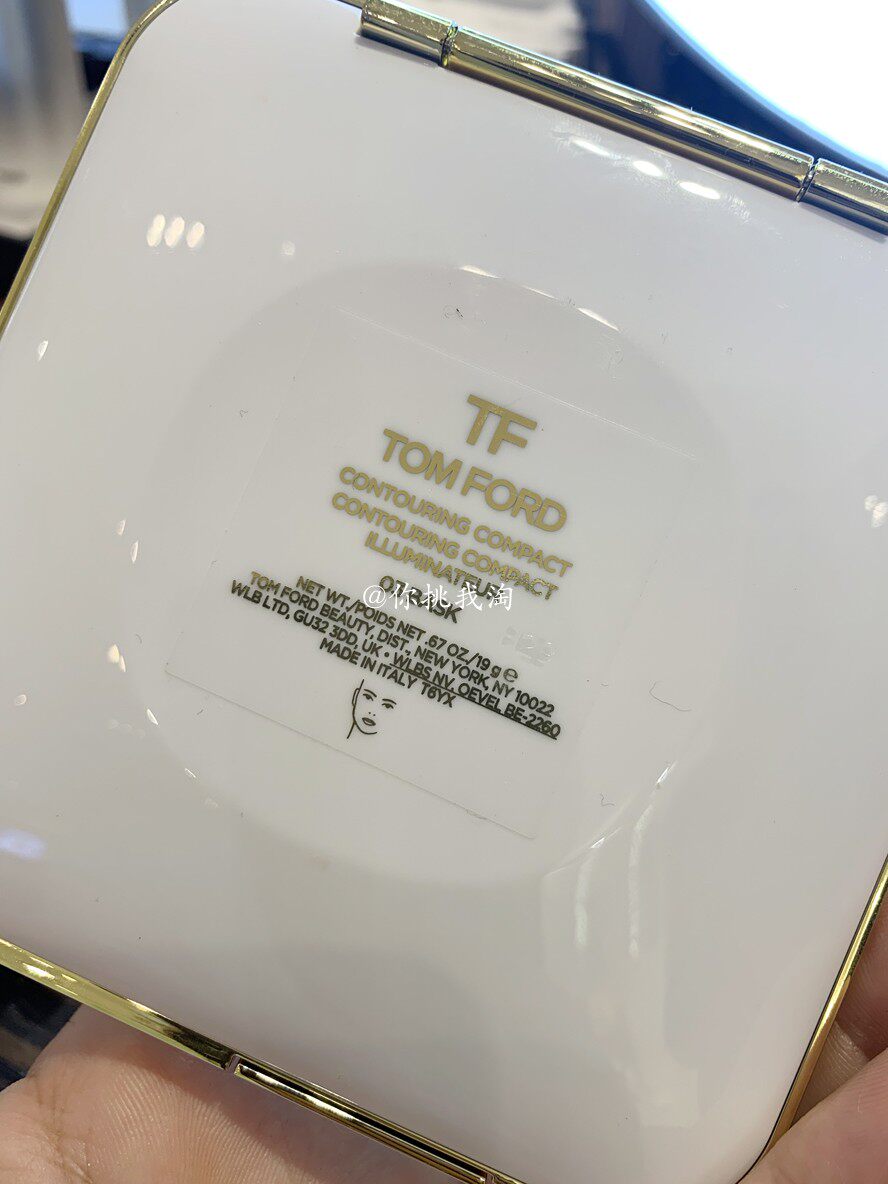 TF
TOM FORD
CONTOURING COMPACT
CONTOURING COMPACT
ILLUMINATEUR
@你挑我淘
NET WT./POIDS NET .67 OZ./19 g ℮
TOM FORD BEAUTY, DIST., NEW YORK, NY 10022
WLB LTD, GU32 3DD, UK • WLBS NV, OEVEL BE-2260
MADE IN ITALY T6YX